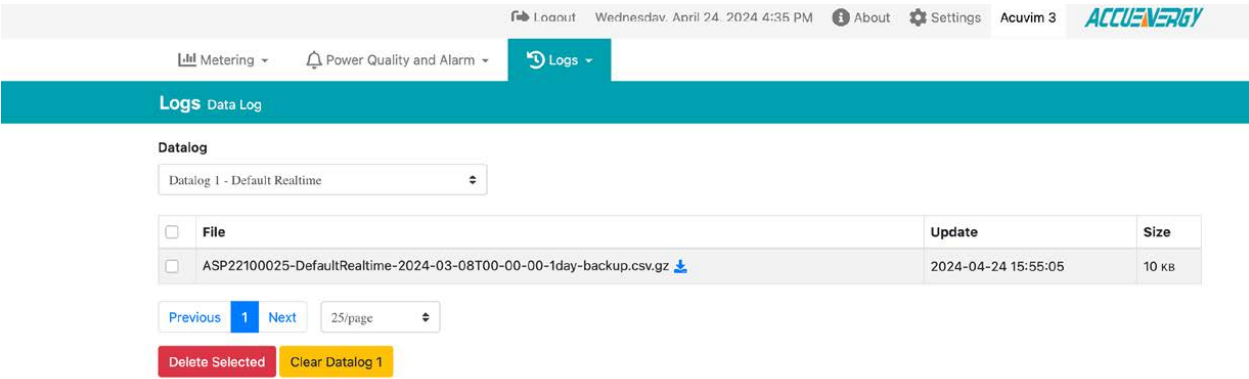 Logout Wednesday, April 24, 2024 4:35 PM About Settings Acuvim 3 ACCUENERGY
Metering Power Quality and Alarm Logs
Logs Data Log
Datalog
Datalog 1 - Default Realtime
File Update Size
ASP22100025-DefaultRealtime-2024-03-08T00-00-00-1day-backup.csv.gz 2024-04-24 15:55:05 10 KB
Previous 1 Next 25/page
Delete Selected Clear Datalog 1